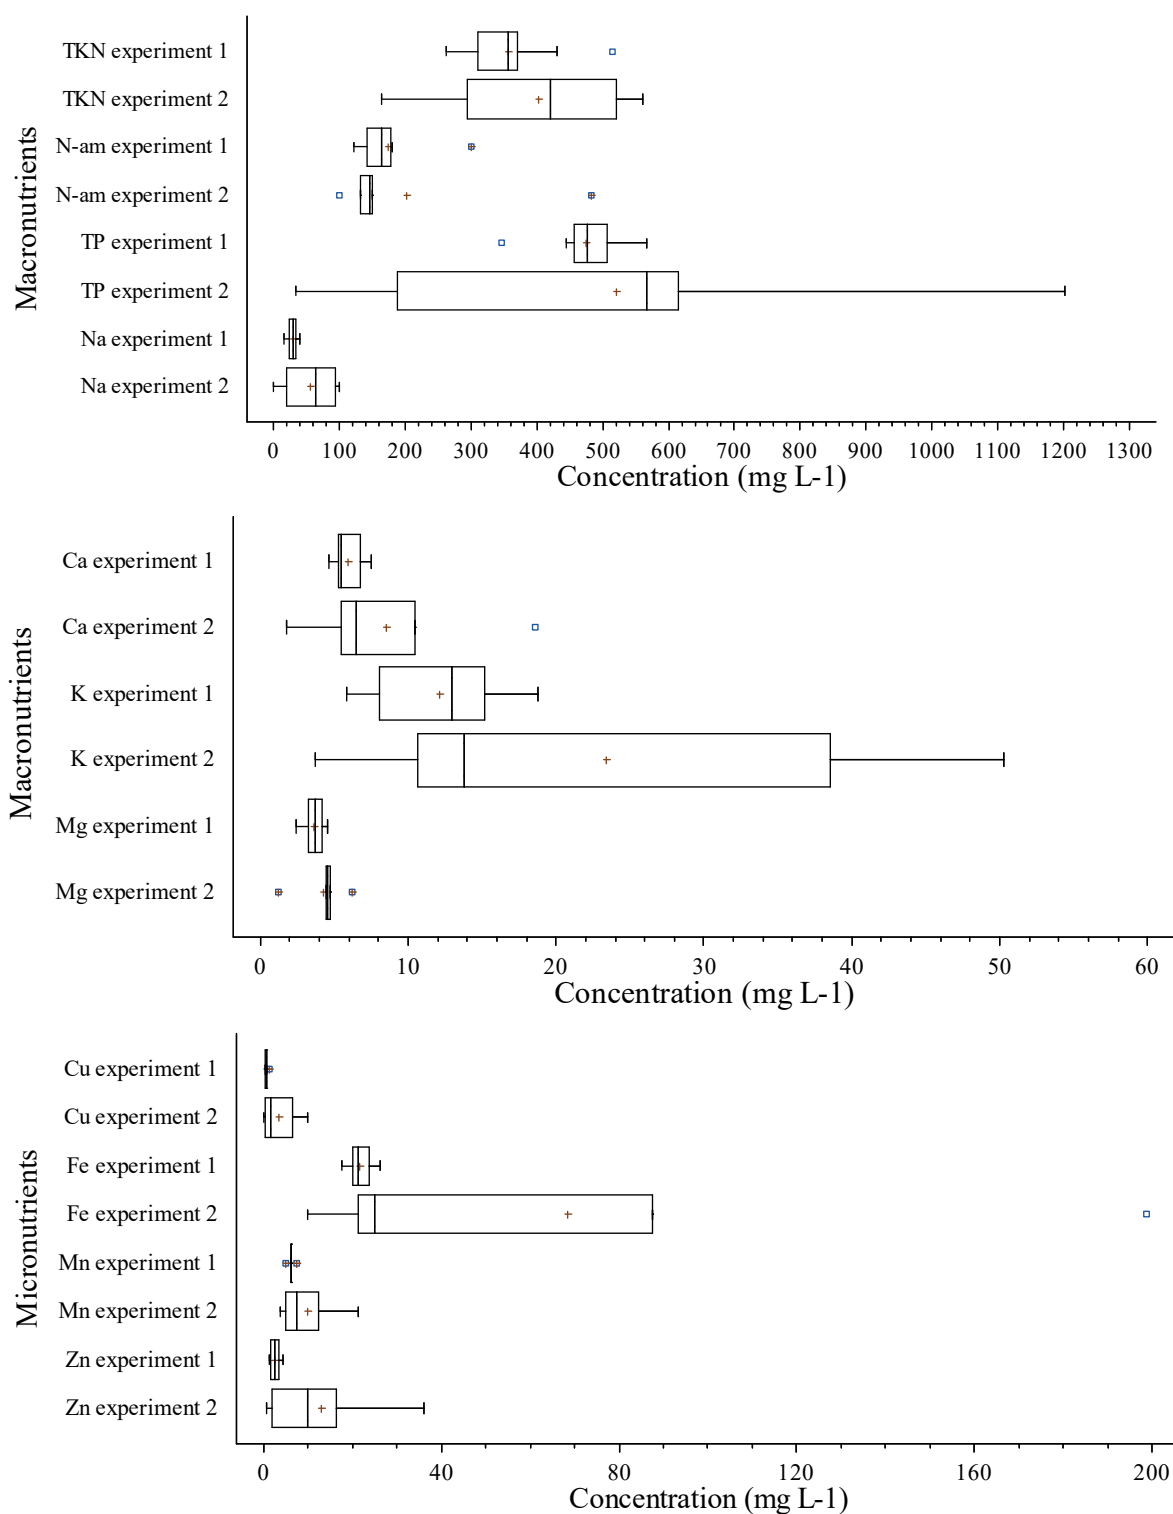 Macronutrients
TKN experiment 1
TKN experiment 2
N-am experiment 1
N-am experiment 2
TP experiment 1
TP experiment 2
Na experiment 1
Na experiment 2
0 100 200 300 400 500 600 700 800 900 1000 1100 1200 1300
Concentration (mg L-1)
Macronutrients
Ca experiment 1
Ca experiment 2
K experiment 1
K experiment 2
Mg experiment 1
Mg experiment 2
0 10 20 30 40 50 60
Concentration (mg L-1)
Micronutrients
Cu experiment 1
Cu experiment 2
Fe experiment 1
Fe experiment 2
Mn experiment 1
Mn experiment 2
Zn experiment 1
Zn experiment 2
0 40 80 120 160 200
Concentration (mg L-1)